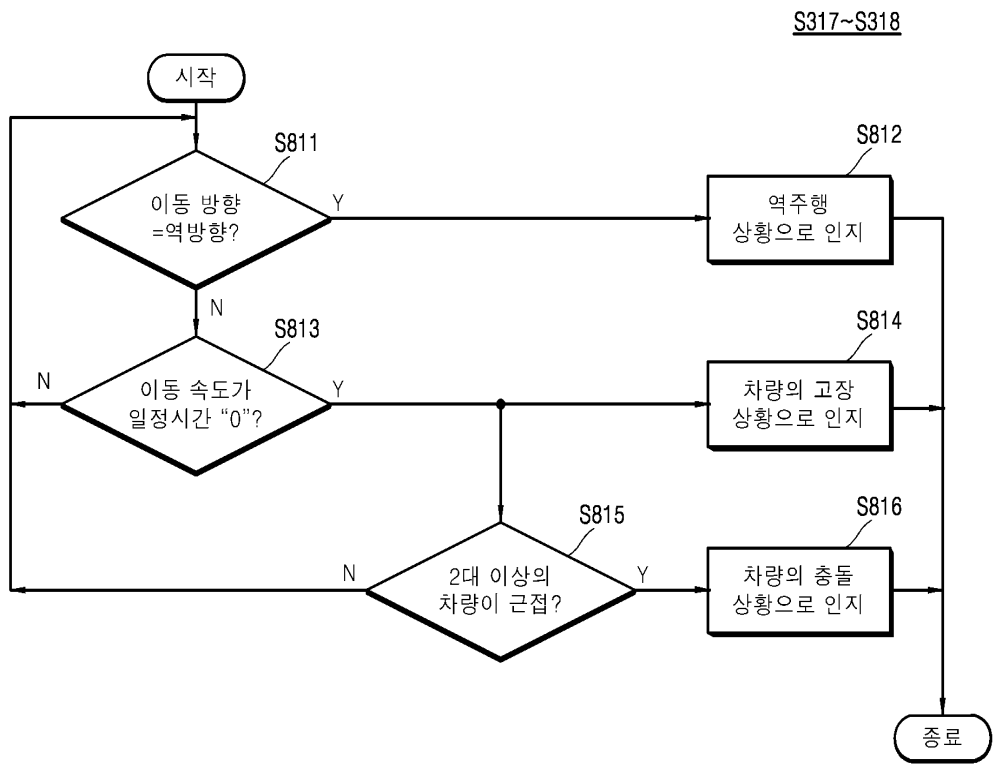 S317~S318
시작
S811
이동 방향
=역방향?
Y
S812
역주행
상황으로 인지
N
S813
이동 속도가
일정시간 “0”?
N
Y
S814
차량의 고장
상황으로 인지
S815
2대 이상의
차량이 근접?
N
Y
S816
차량의 충돌
상황으로 인지
종료